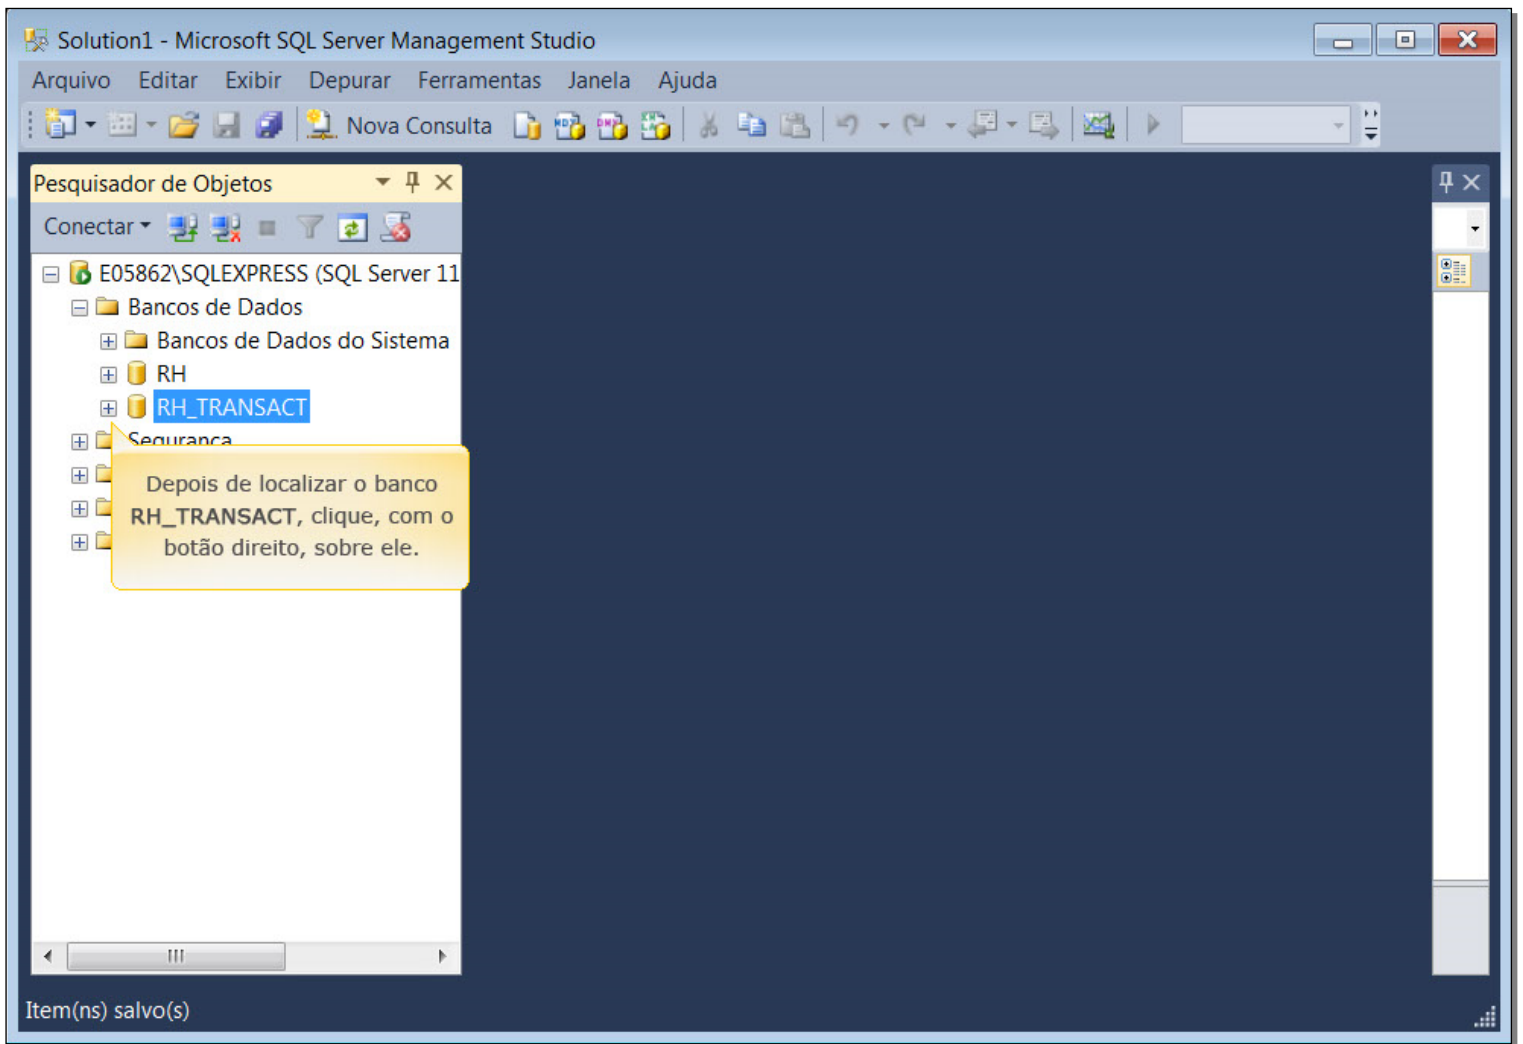 Solution1 - Microsoft SQL Server Management Studio
Arquivo Editar Exibir Depurar Ferramentas Janela Ajuda
Nova Consulta
Pesquisador de Objetos
Conectar
E05862\SQLEXPRESS (SQL Server 11
Bancos de Dados
Bancos de Dados do Sistema
RH
RH_TRANSACT
Segurança
Depois de localizar o banco
RH_TRANSACT, clique, com o
botão direito, sobre ele.
Item(ns) salvo(s)